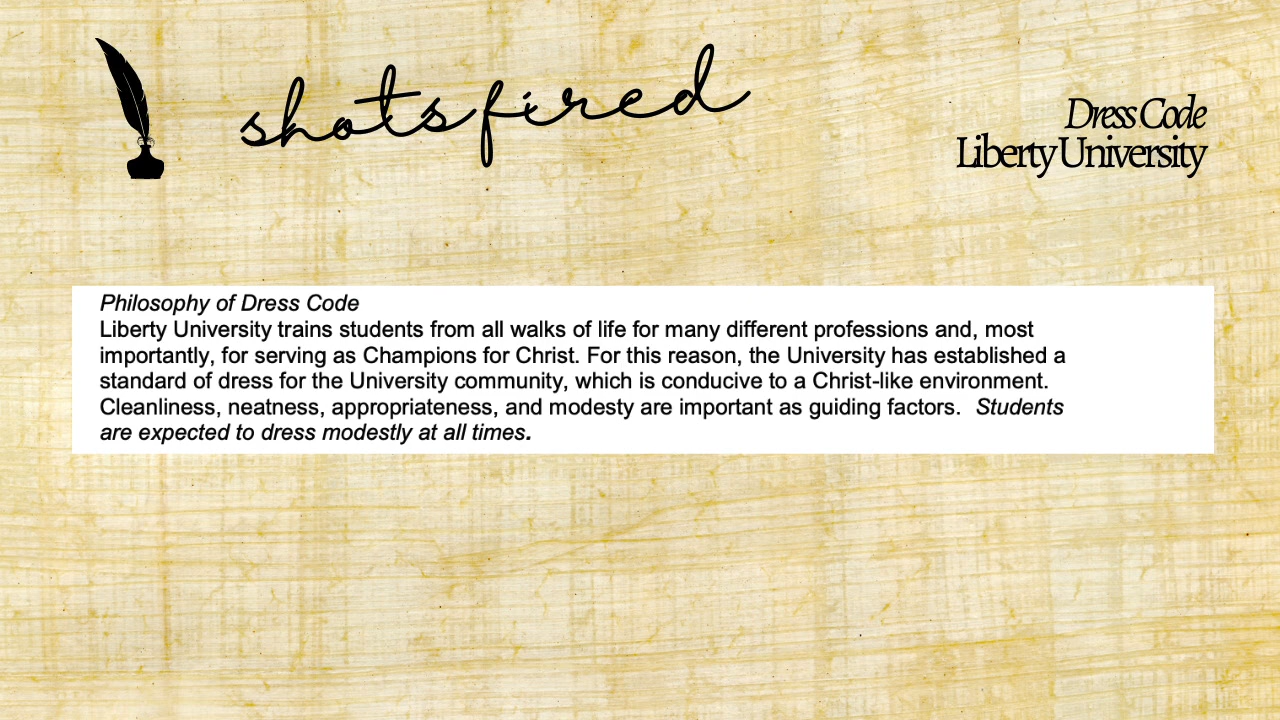 shots fired
Dress Code
Liberty University
Philosophy of Dress Code
Liberty University trains students from all walks of life for many different professions and, most
importantly, for serving as Champions for Christ. For this reason, the University has established a
standard of dress for the University community, which is conducive to a Christ-like environment.
Cleanliness, neatness, appropriateness, and modesty are important as guiding factors.  Students
are expected to dress modestly at all times.